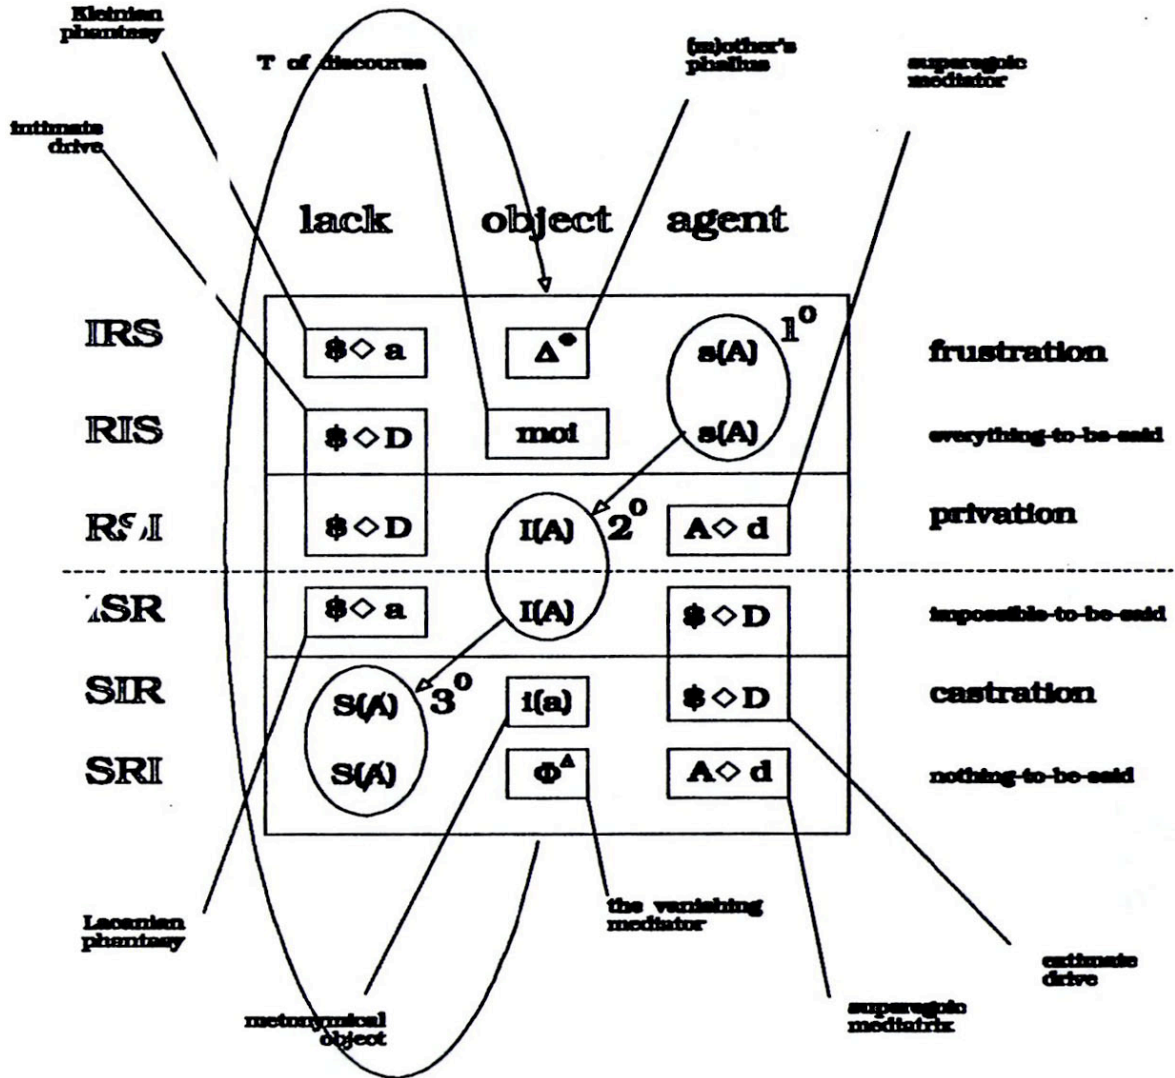 Kleinian
phantasy
"I" of discourse
(m)other's
phallus
superegoic
mediator
intimate
drive
lack object agent
IRS $◇a Δ^Φ s(A) 1⁰ frustration
RIS $◇D moi s(A) everything-to-be-said
RSI $◇D I(A) 2⁰ A◇d privation
ISR $◇a I(A) $◇D impossible-to-be-said
SIR S(Ⱥ) 3⁰ i(a) $◇D castration
SRI S(Ⱥ) Φ^Δ A◇d nothing-to-be-said
Lacanian
phantasy
the vanishing
mediator
extimate
drive
metonymical
object
superegoic
mediatrix